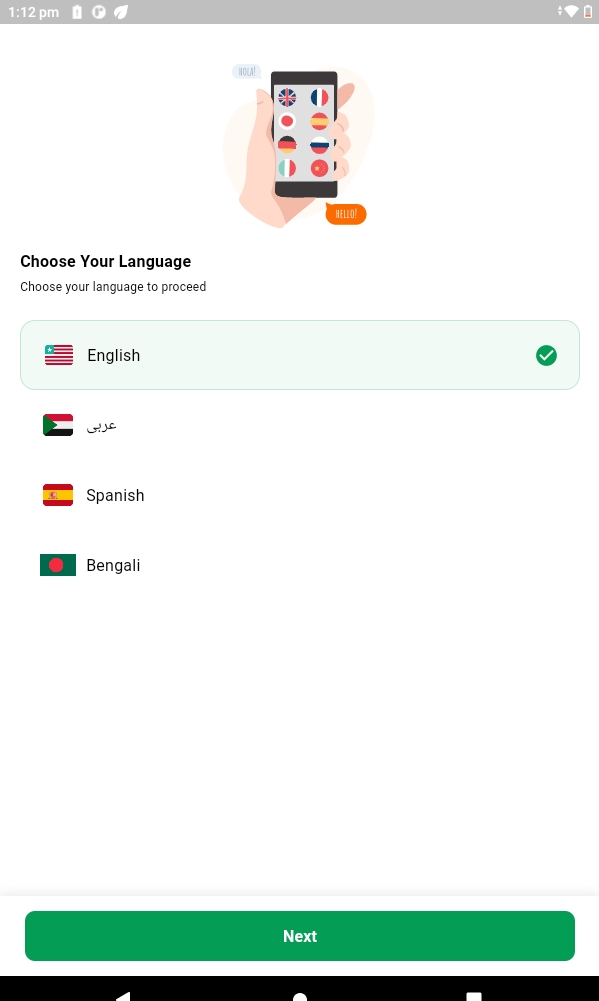 1:12 pm
HOLA!
HELLO!
Choose Your Language
Choose your language to proceed
English
عربى
Spanish
Bengali
Next